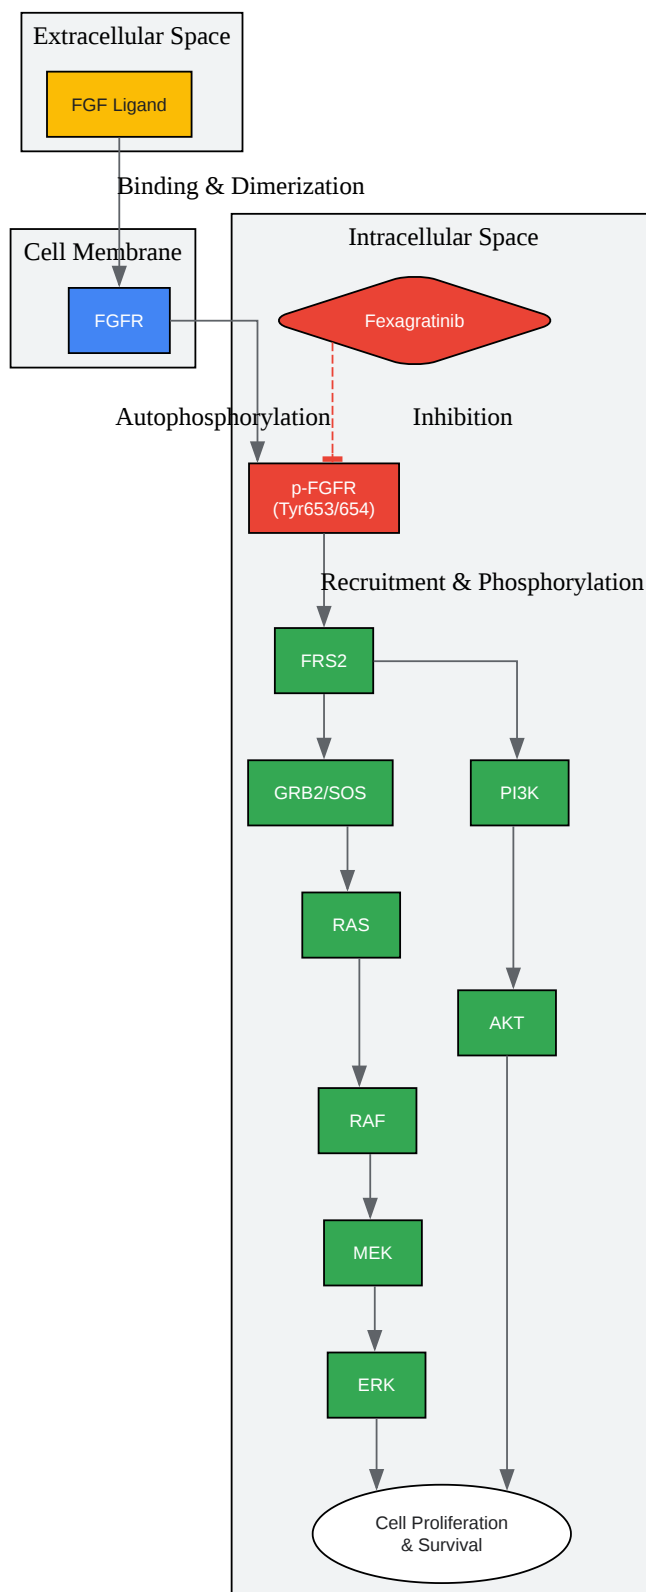 Extracellular Space
FGF Ligand
Binding & Dimerization
Cell Membrane
FGFR
Intracellular Space
Fexagratinib
Autophosphorylation
Inhibition
p-FGFR
(Tyr653/654)
Recruitment & Phosphorylation
FRS2
GRB2/SOS
PI3K
RAS
AKT
RAF
MEK
ERK
Cell Proliferation
& Survival